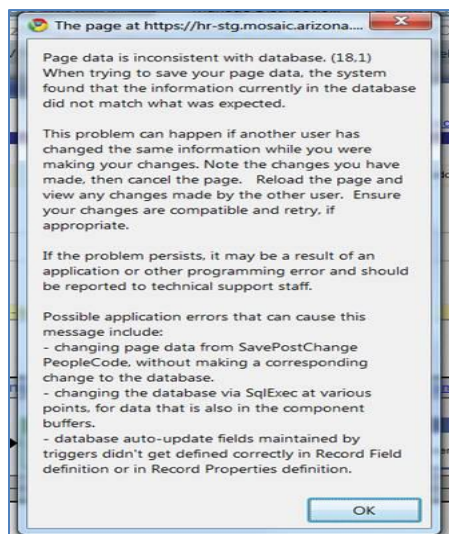 The page at https://hr-stg.mosaic.arizona....
Page data is inconsistent with database. (18,1)
When trying to save your page data, the system
found that the information currently in the database
did not match what was expected.
This problem can happen if another user has
changed the same information while you were
making your changes. Note the changes you have
made, then cancel the page.   Reload the page and
view any changes made by the other user.  Ensure
your changes are compatible and retry, if
appropriate.
If the problem persists, it may be a result of an
application or other programming error and should
be reported to technical support staff.
Possible application errors that can cause this
message include:
- changing page data from SavePostChange
PeopleCode, without making a corresponding
change to the database.
- changing the database via SqlExec at various
points, for data that is also in the component
buffers.
- database auto-update fields maintained by
triggers didn't get defined correctly in Record Field
definition or in Record Properties definition.
OK